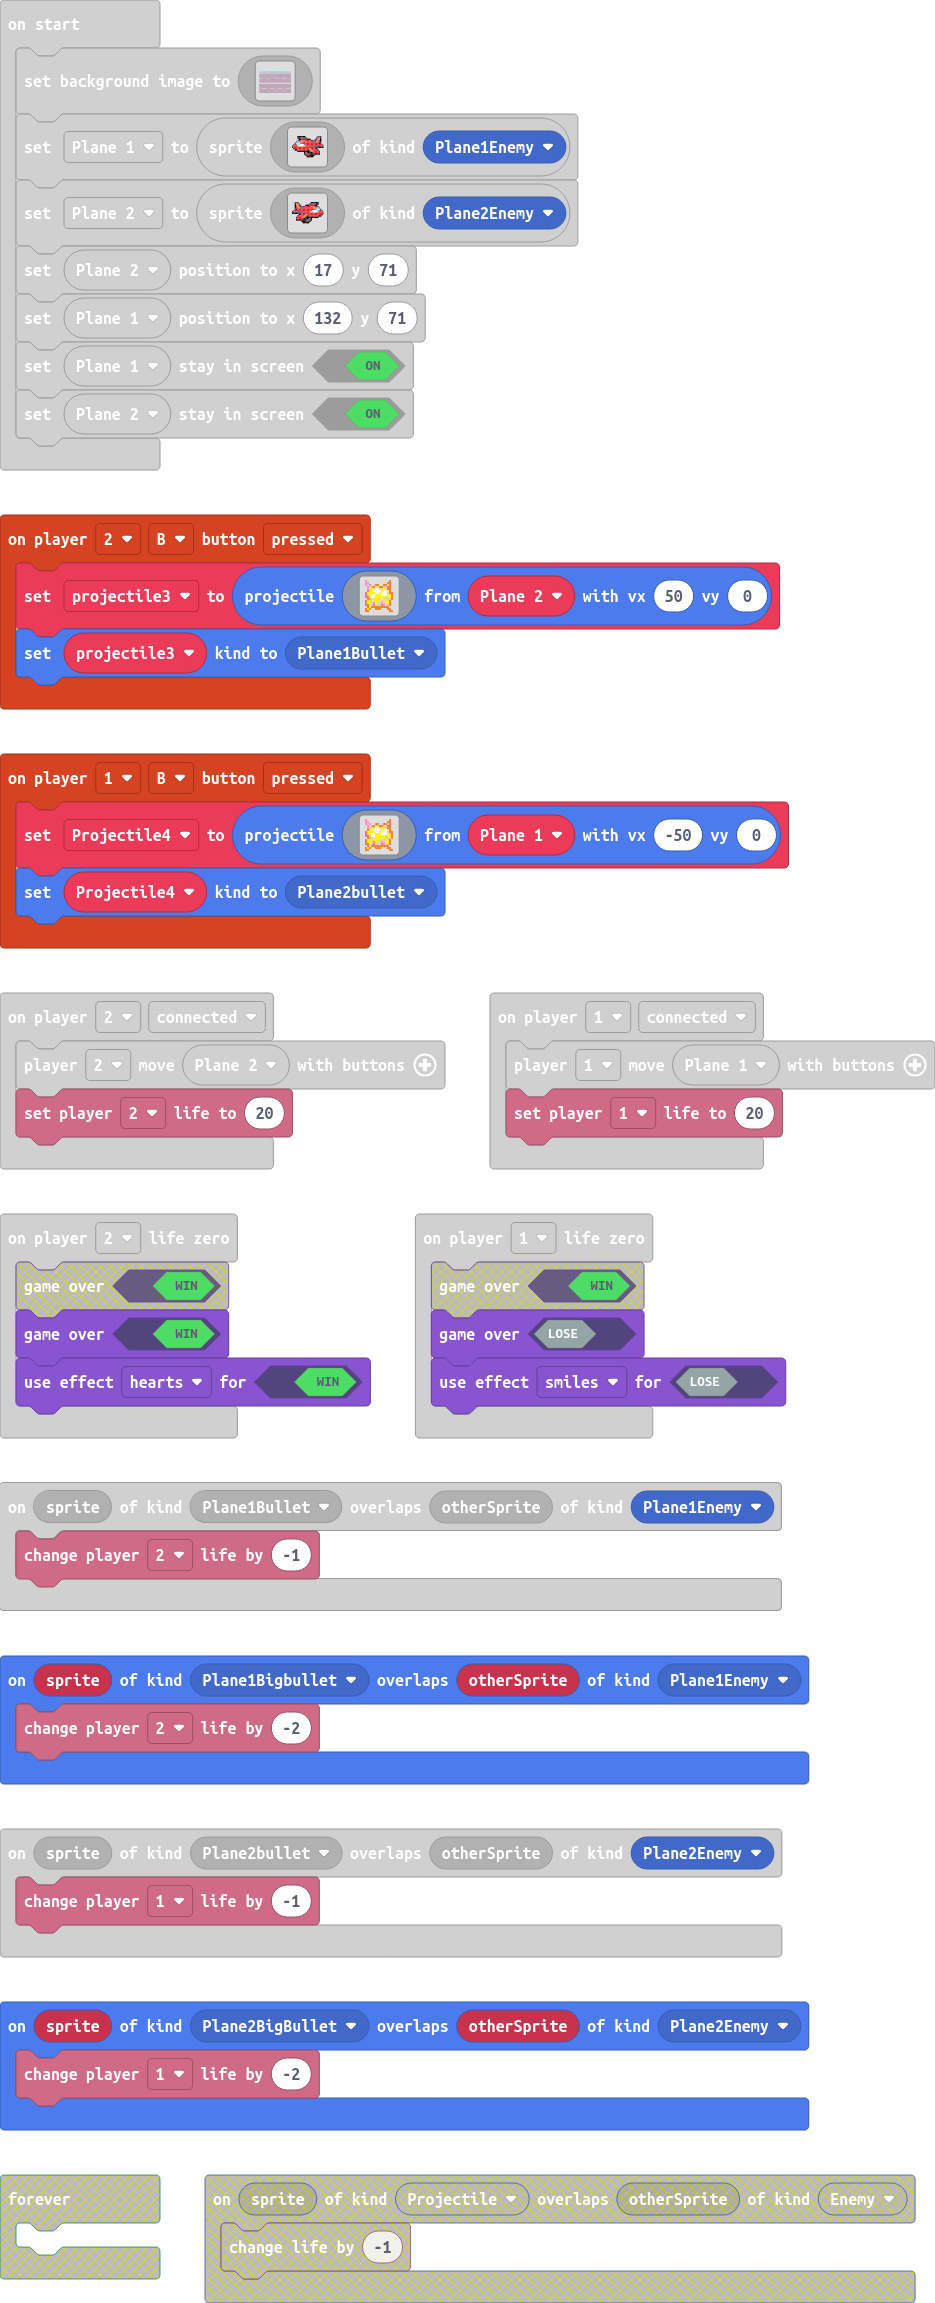 on start
set background image to
set Plane 1 to sprite of kind Plane1Enemy
set Plane 2 to sprite of kind Plane2Enemy
set Plane 2 position to x 17 y 71
set Plane 1 position to x 132 y 71
set Plane 1 stay in screen ON
set Plane 2 stay in screen ON
on player 2 B button pressed
set projectile3 to projectile from Plane 2 with vx 50 vy 0
set projectile3 kind to Plane1Bullet
on player 1 B button pressed
set Projectile4 to projectile from Plane 1 with vx -50 vy 0
set Projectile4 kind to Plane2bullet
on player 2 connected
player 2 move Plane 2 with buttons
set player 2 life to 20
on player 1 connected
player 1 move Plane 1 with buttons
set player 1 life to 20
on player 2 life zero
game over WIN
game over WIN
use effect hearts for WIN
on player 1 life zero
game over WIN
game over LOSE
use effect smiles for LOSE
on sprite of kind Plane1Bullet overlaps otherSprite of kind Plane1Enemy
change player 2 life by -1
on sprite of kind Plane1Bigbullet overlaps otherSprite of kind Plane1Enemy
change player 2 life by -2
on sprite of kind Plane2bullet overlaps otherSprite of kind Plane2Enemy
change player 1 life by -1
on sprite of kind Plane2BigBullet overlaps otherSprite of kind Plane2Enemy
change player 1 life by -2
forever
on sprite of kind Projectile overlaps otherSprite of kind Enemy
change life by -1